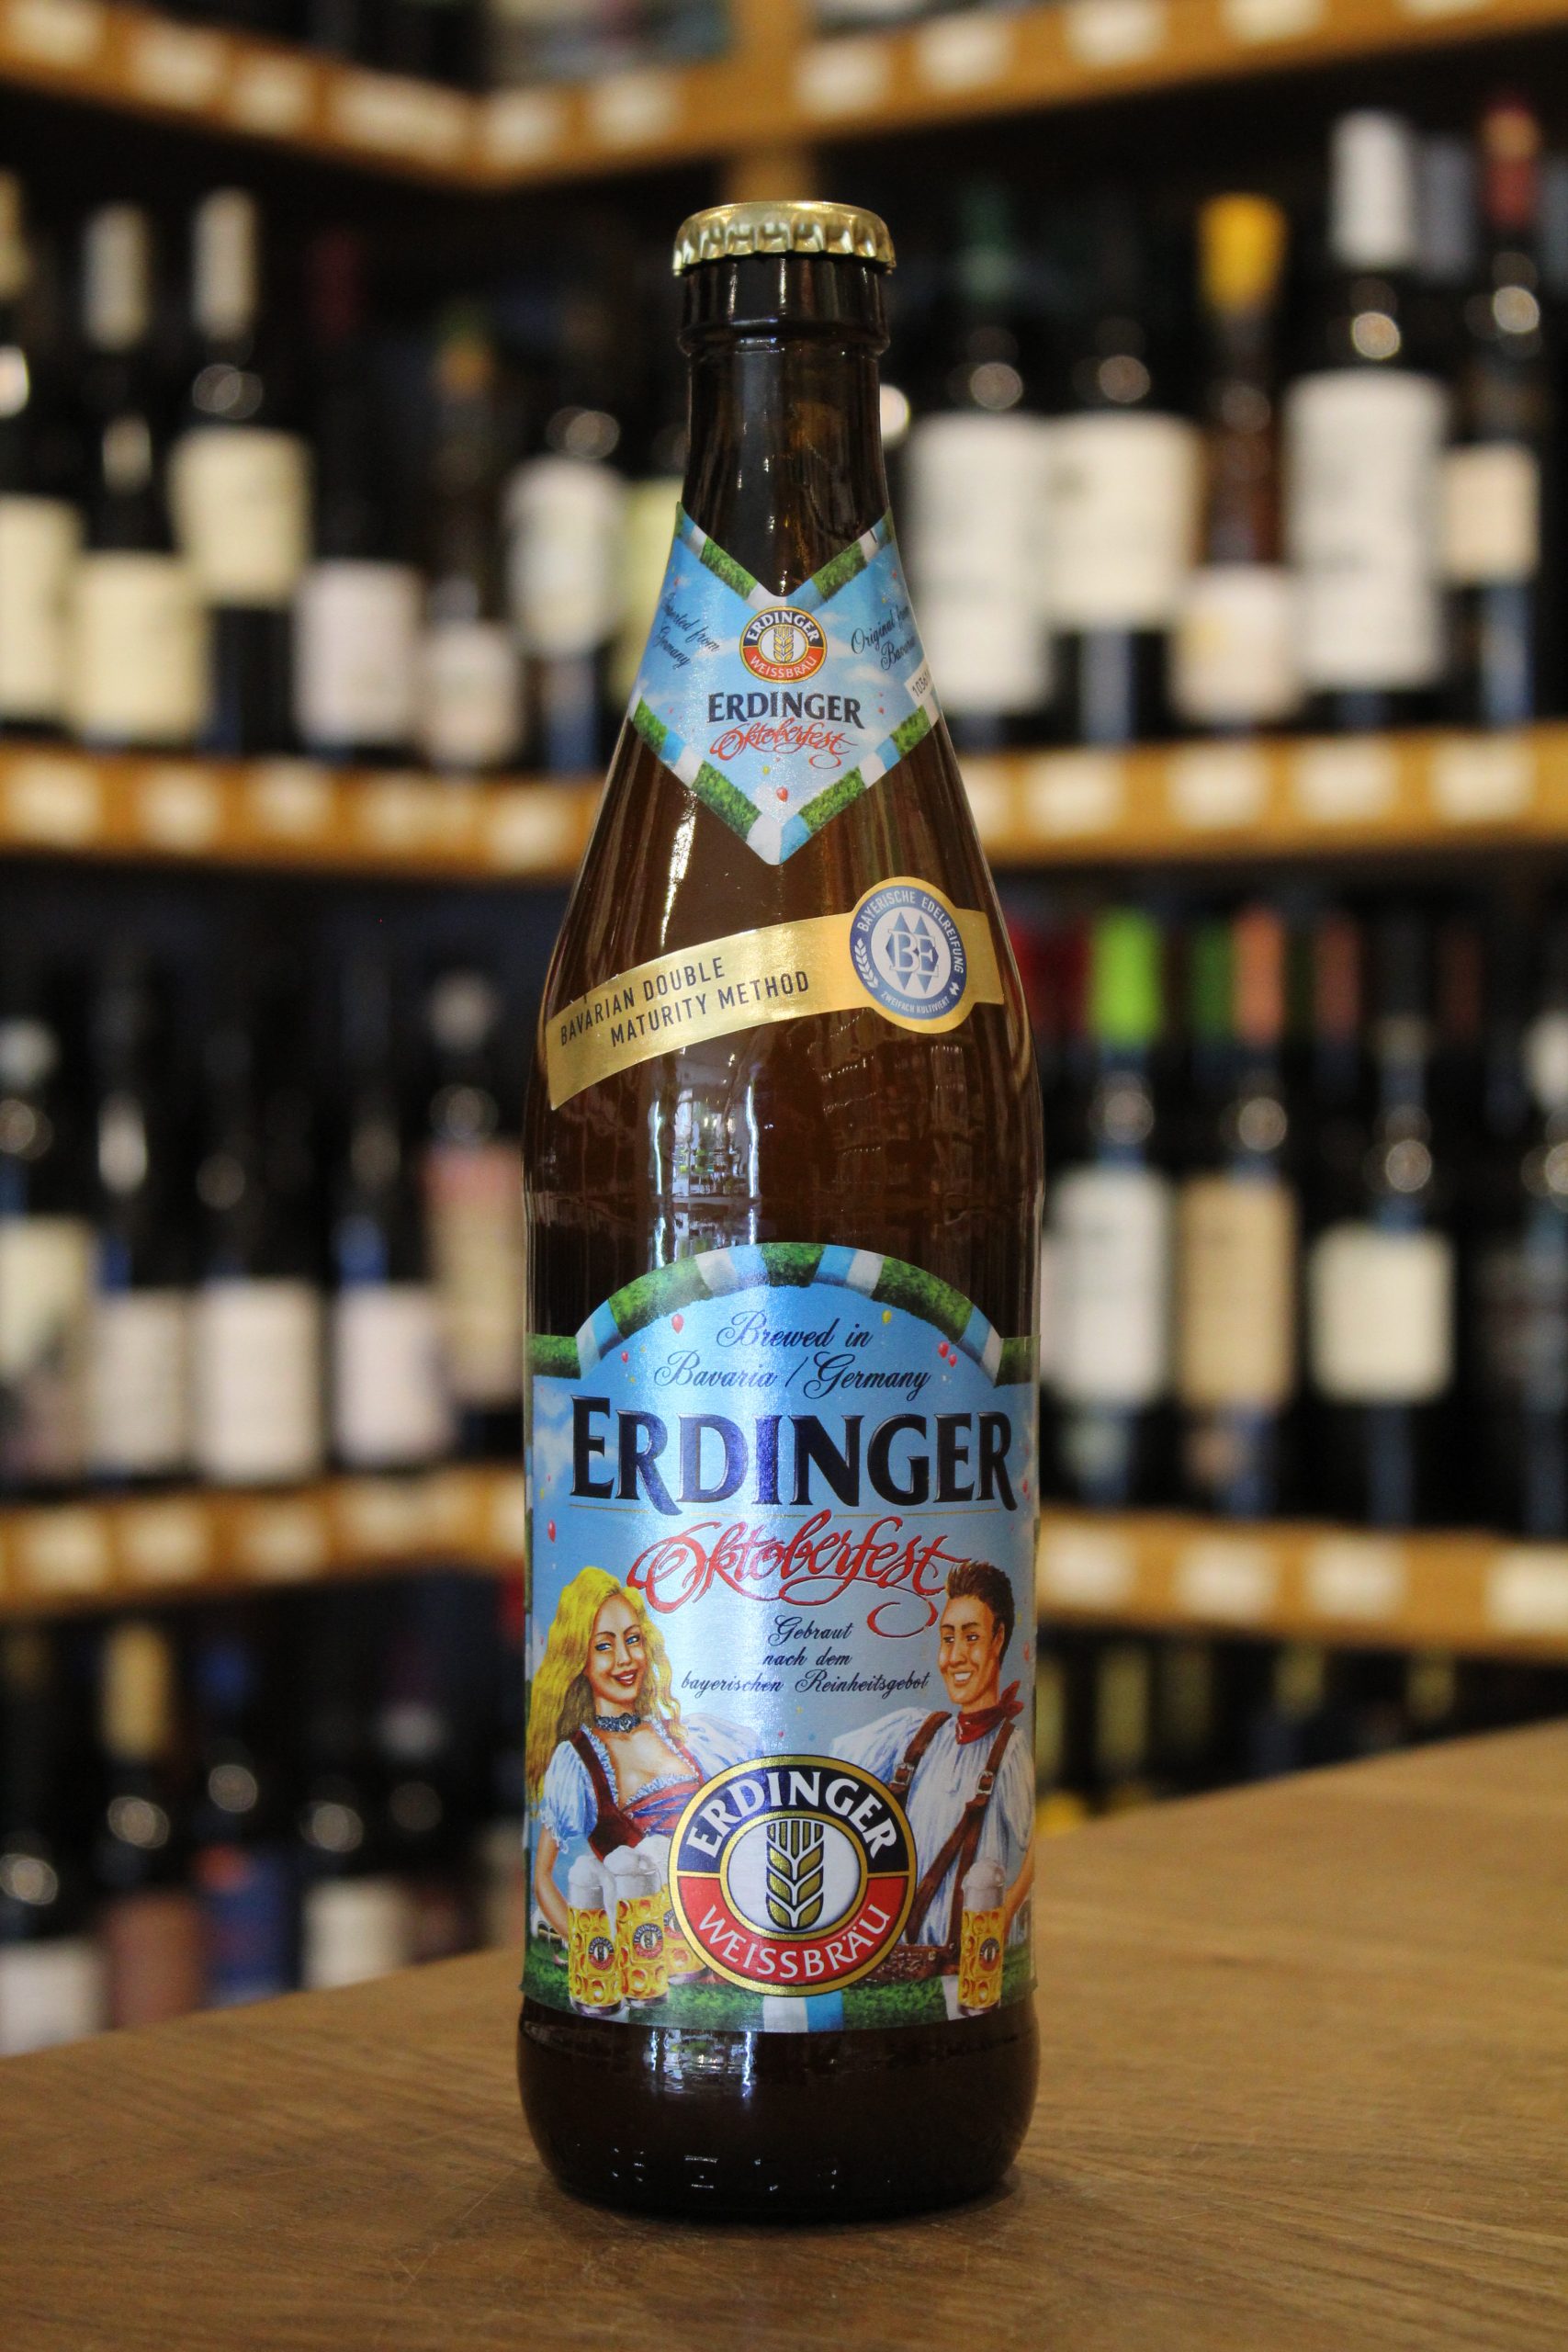 Imported from
Germany
ERDINGER
WEISSBRÄU
Original from
Bavaria
ERDINGER
Oktoberfest
BAVARIAN DOUBLE
MATURITY METHOD
BAYERISCHE EDELREIFUNG
BE
ZWEIFACH KULTIVIERT
Brewed in
Bavaria / Germany
ERDINGER
Oktoberfest
Gebraut
nach dem
bayerischen Reinheitsgebot
ERDINGER
WEISSBRÄU